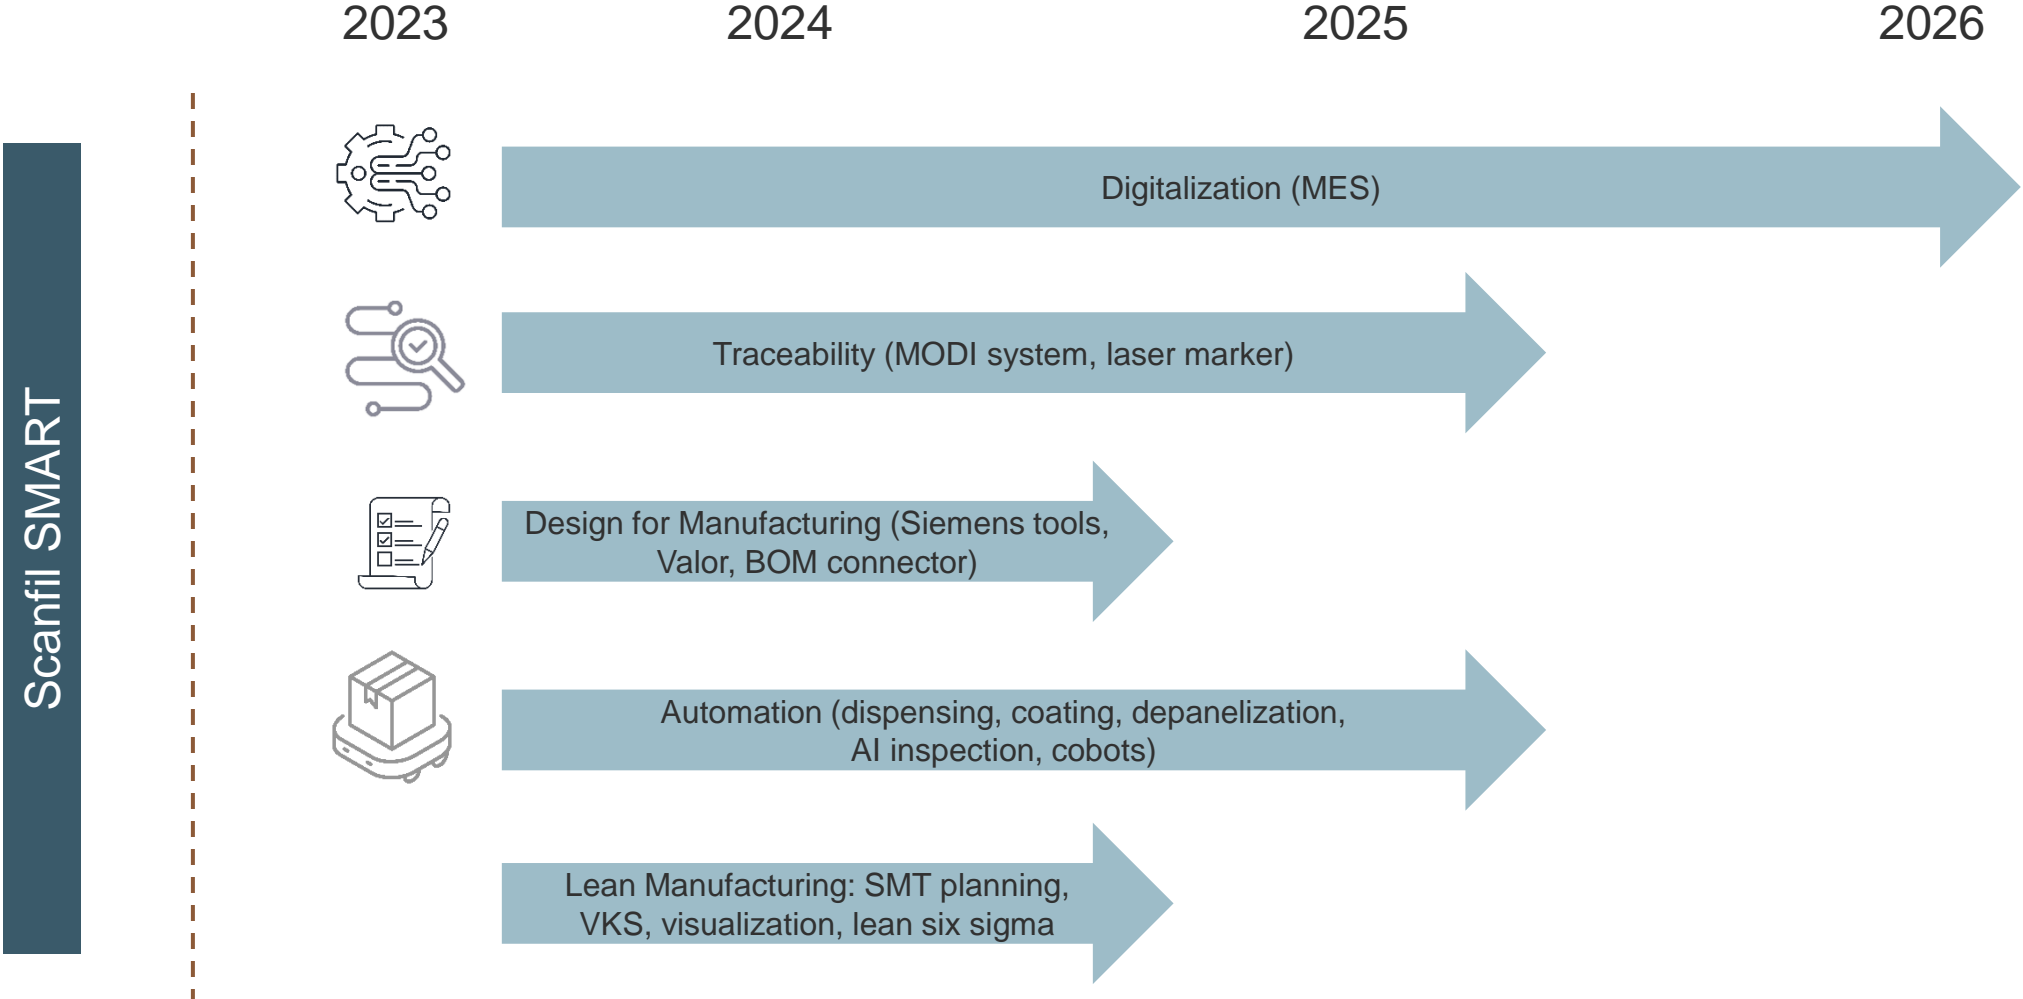 2023 2024 2025 2026
Scanfil SMART
Digitalization (MES)
Traceability (MODI system, laser marker)
Design for Manufacturing (Siemens tools,
Valor, BOM connector)
Automation (dispensing, coating, depanelization,
AI inspection, cobots)
Lean Manufacturing: SMT planning,
VKS, visualization, lean six sigma